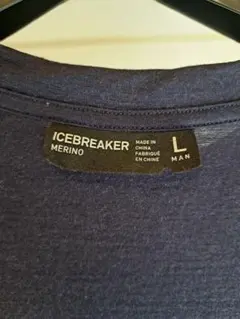 ICEBREAKER
MERINO
MADE IN
CHINA
FABRIQUÉ
EN CHINE
L
MAN